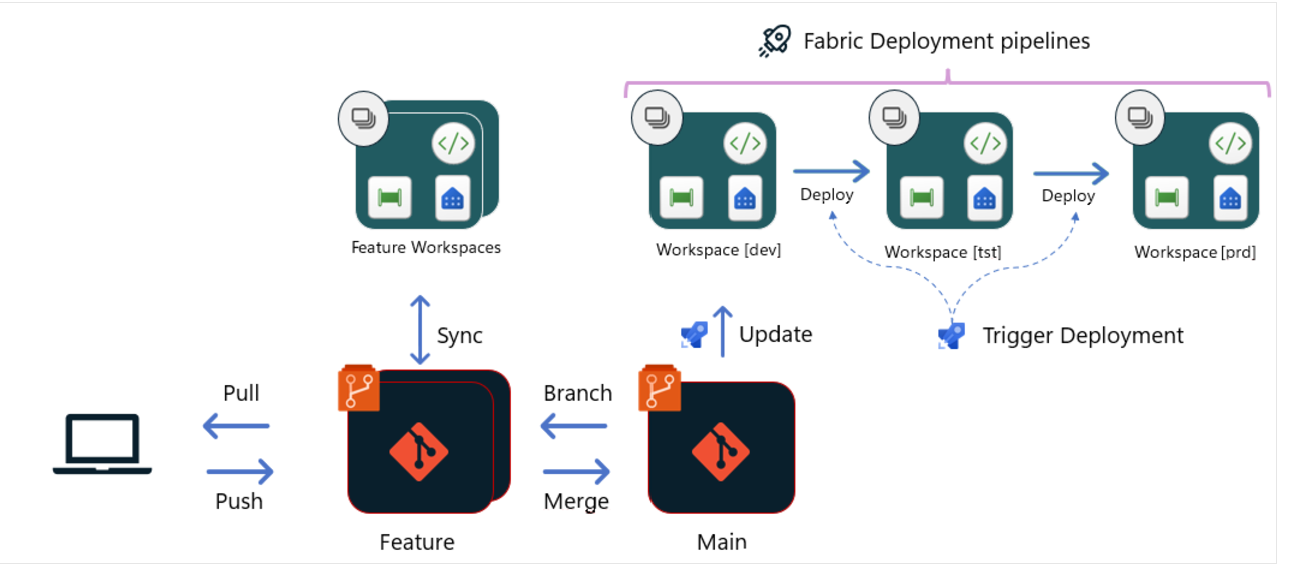 Fabric Deployment pipelines
</>
</>
</>
</>
Deploy
Deploy
Feature Workspaces
Workspace [dev]
Workspace [tst]
Workspace [prd]
Sync
Update
Trigger Deployment
Pull
Branch
Push
Merge
Feature
Main